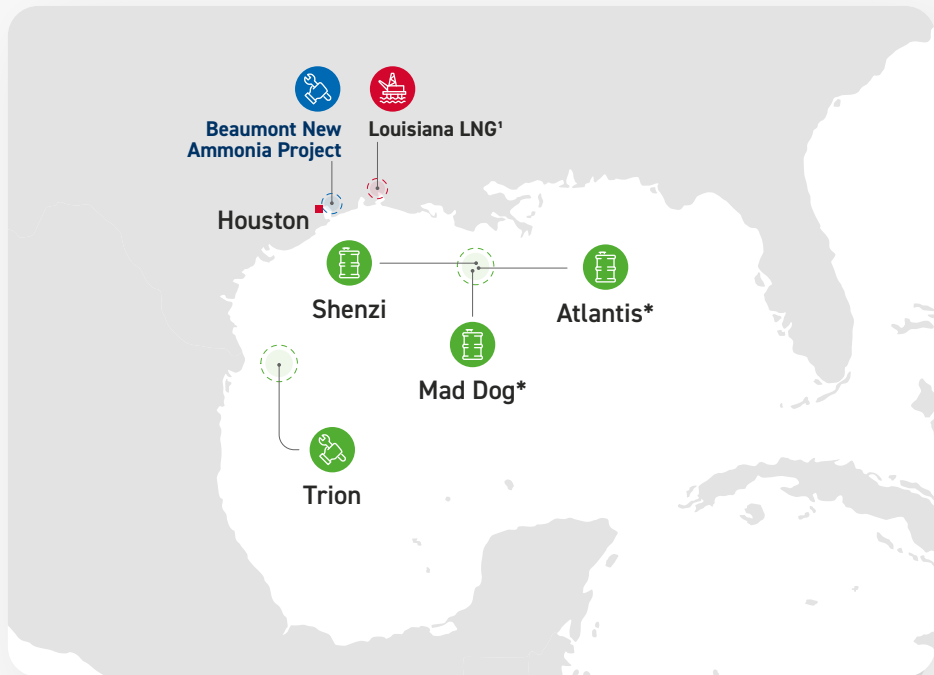 Beaumont New
Ammonia Project
Louisiana LNG¹
Houston
Shenzi
Atlantis*
Mad Dog*
Trion